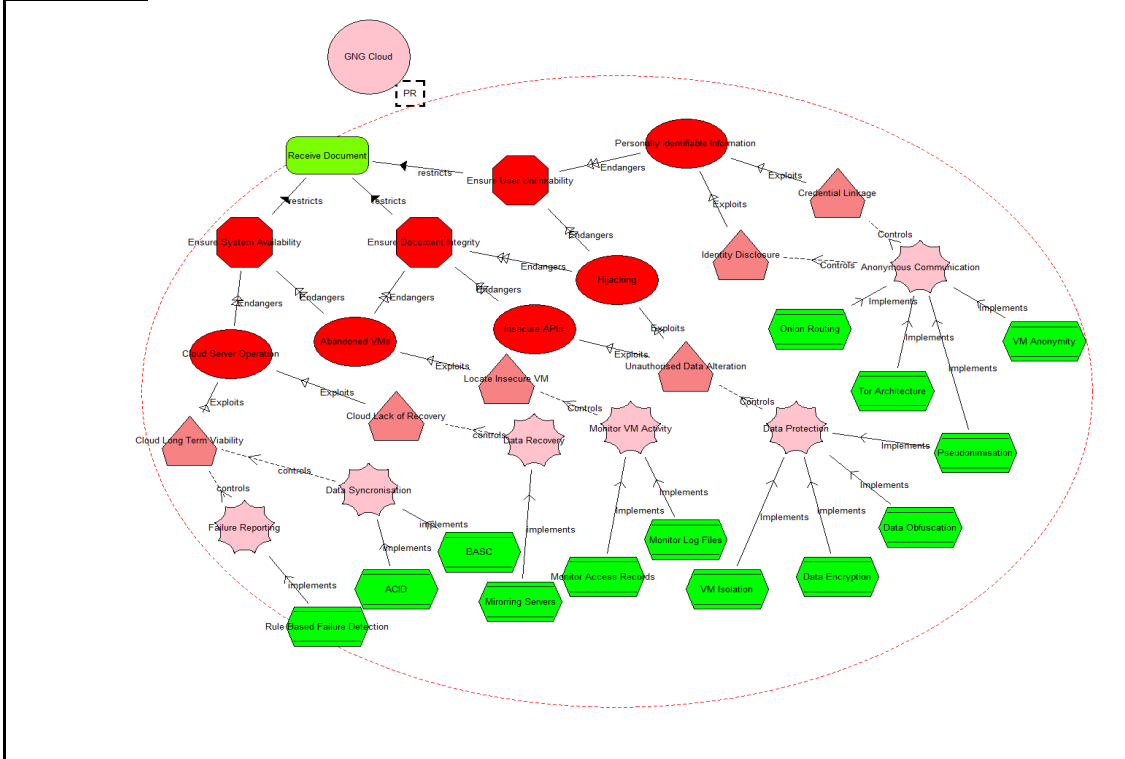 GNG Cloud
PR
Personally Identifiable Information
Receive Document
Endangers
restricts
Exploits
Ensure User Unlinkability
Credential Linkage
restricts
restricts
Exploits
Controls
Ensure System Availability
Ensure Document Integrity
Endangers
Identity Disclosure
Controls
Anonymous Communication
Endangers
Hijacking
Endangers
Endangers
Endangers
Endangers
Implements
Implements
Onion Routing
Insecure APIs
Exploits
Implements
VM Anonymity
Cloud Server Operation
Abandoned VMs
Exploits
Exploits
Unauthorised Data Alteration
Implements
Locate Insecure VM
Exploits
Tor Architecture
Exploits
Controls
Controls
Cloud Lack of Recovery
Data Protection
Monitor VM Activity
controls
Cloud Long Term Viability
Data Recovery
Implements
Pseudonimisation
controls
controls
Data Syncronisation
Implements
Implements
Implements
Implements
Failure Reporting
implements
implements
Implements
Data Obfuscation
Monitor Log Files
implements
BASC
Monitor Access Records
Data Encryption
implements
ACID
VM Isolation
Mirorring Servers
Rule Based Failure Detection